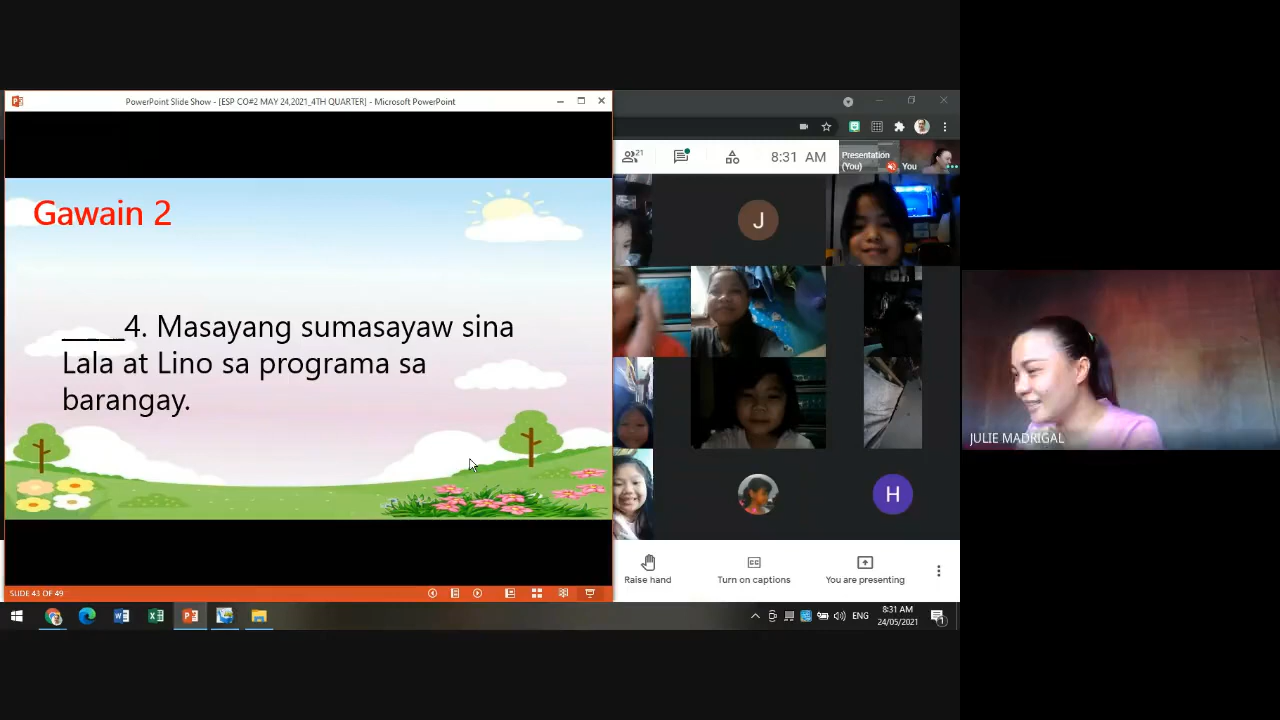 PowerPoint Slide Show - [ESP CO#2 MAY 24,2021_4TH QUARTER] - Microsoft PowerPoint
21
8:31 AM
Presentation
(You)
You
Gawain 2
_____4. Masayang sumasayaw sina
Lala at Lino sa programa sa
barangay.
J
H
JULIE MADRIGAL
Raise hand
Turn on captions
You are presenting
SLIDE 43 OF 49
ENG
8:31 AM
24/05/2021
1